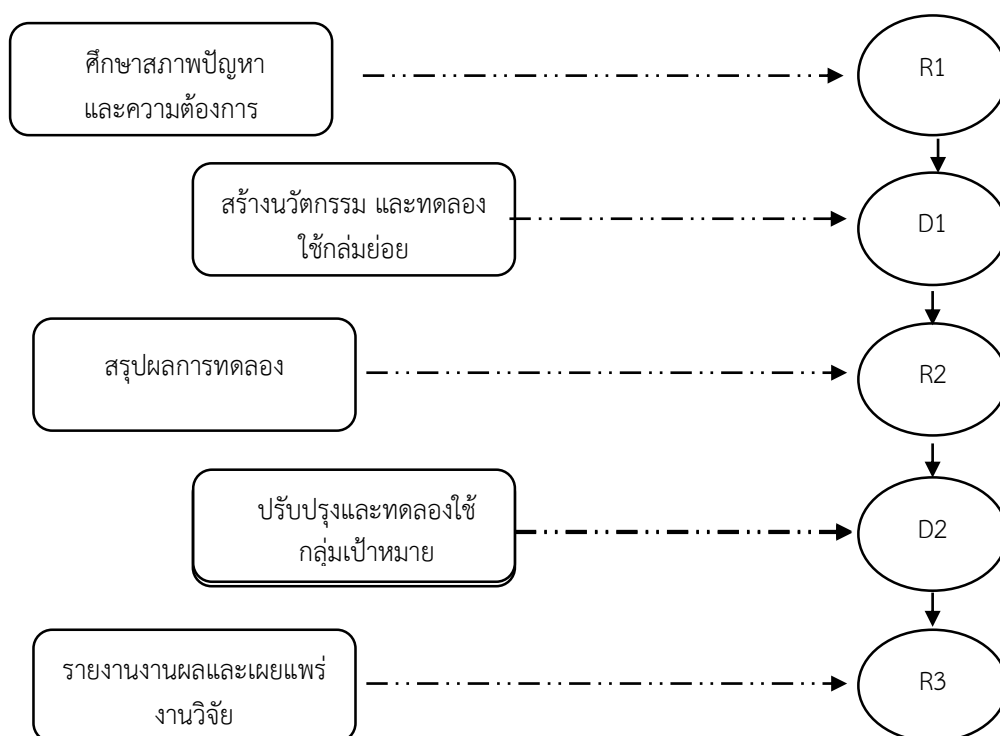 ศึกษาสภาพปัญหา
และความต้องการ
R1
สร้างนวัตกรรม และทดลอง
ใช้กลุ่มย่อย
D1
สรุปผลการทดลอง
R2
ปรับปรุงและทดลองใช้
กลุ่มเป้าหมาย
D2
รายงานงานผลและเผยแพร่
งานวิจัย
R3